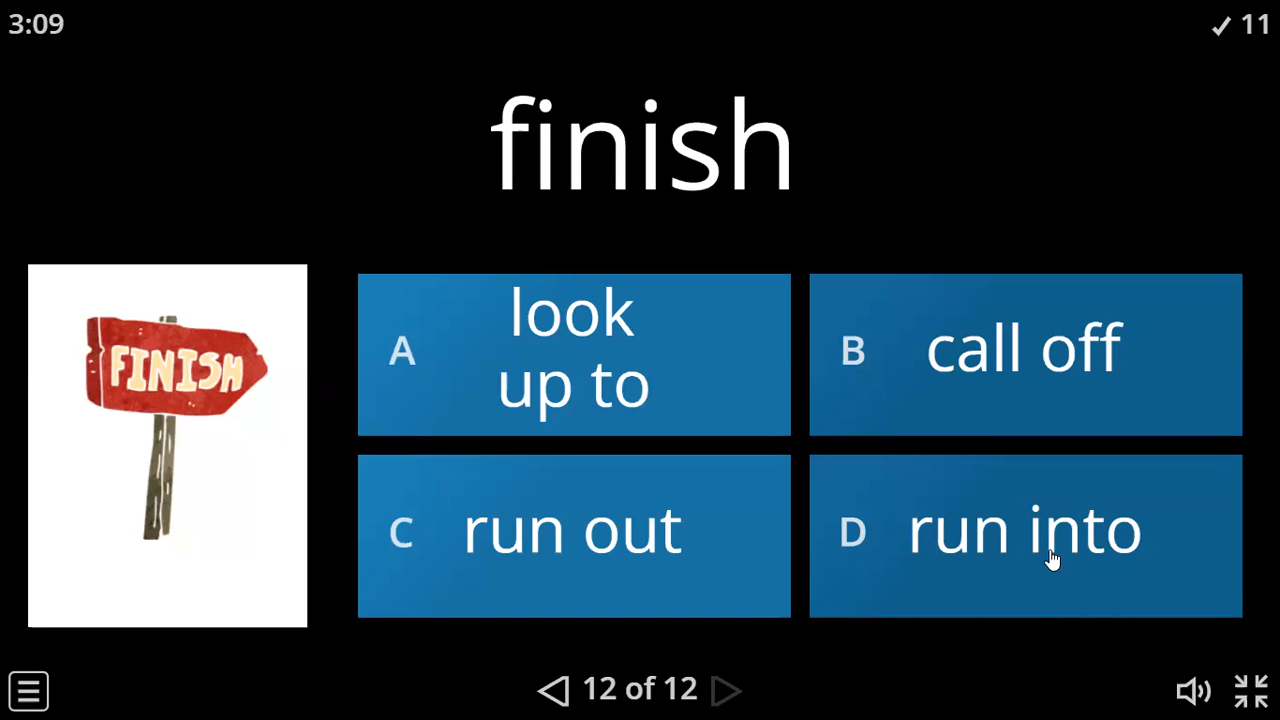 3:09
✓ 11
finish
FINISH
A look
up to
B call off
C run out
D run into
12 of 12